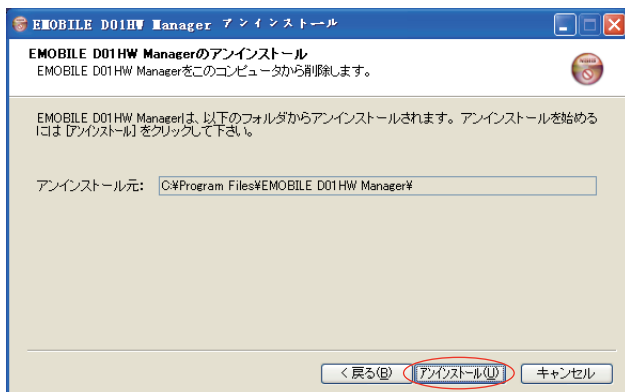 EMOBILE D01HW Manager アンインストール
EMOBILE D01HW Managerのアンインストール
EMOBILE D01HW Managerをこのコンピュータから削除します。
EMOBILE D01HW Managerは、以下のフォルダからアンインストールされます。アンインストールを始める
には [アンインストール] をクリックして下さい。
アンインストール元: C:¥Program Files¥EMOBILE D01HW Manager¥
< 戻る(B) アンインストール(U) キャンセル